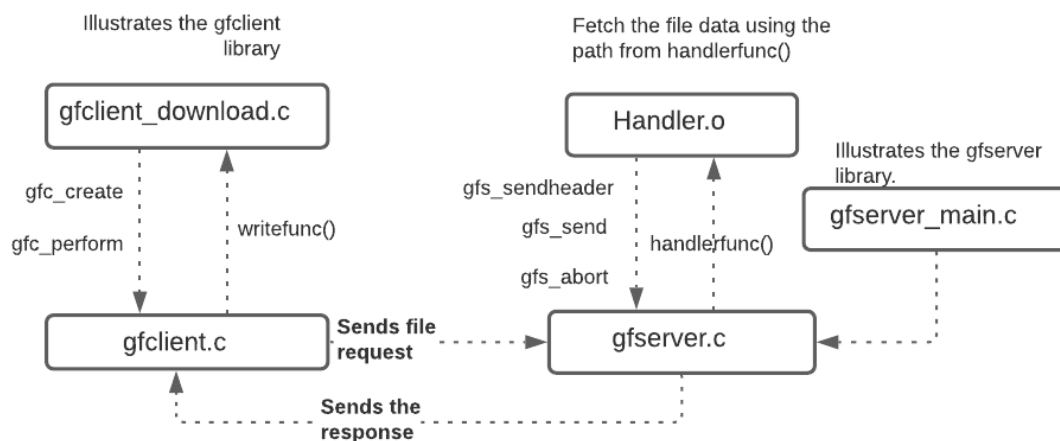 Illustrates the gfclient
library
gfclient_download.c
gfc_create
gfc_perform
writefunc()
gfclient.c
Sends file
request
Sends the
response
Fetch the file data using the
path from handlerfunc()
Handler.o
gfs_sendheader
gfs_send
gfs_abort
handlerfunc()
gfserver.c
Illustrates the gfserver
library.
gfserver_main.c